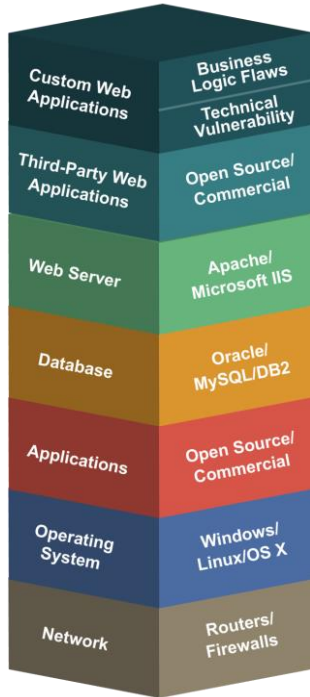 Custom Web
Applications
Business
Logic Flaws
Technical
Vulnerability
Third-Party Web
Applications
Open Source/
Commercial
Web Server
Apache/
Microsoft IIS
Database
Oracle/
MySQL/DB2
Applications
Open Source/
Commercial
Operating
System
Windows/
Linux/OS X
Network
Routers/
Firewalls